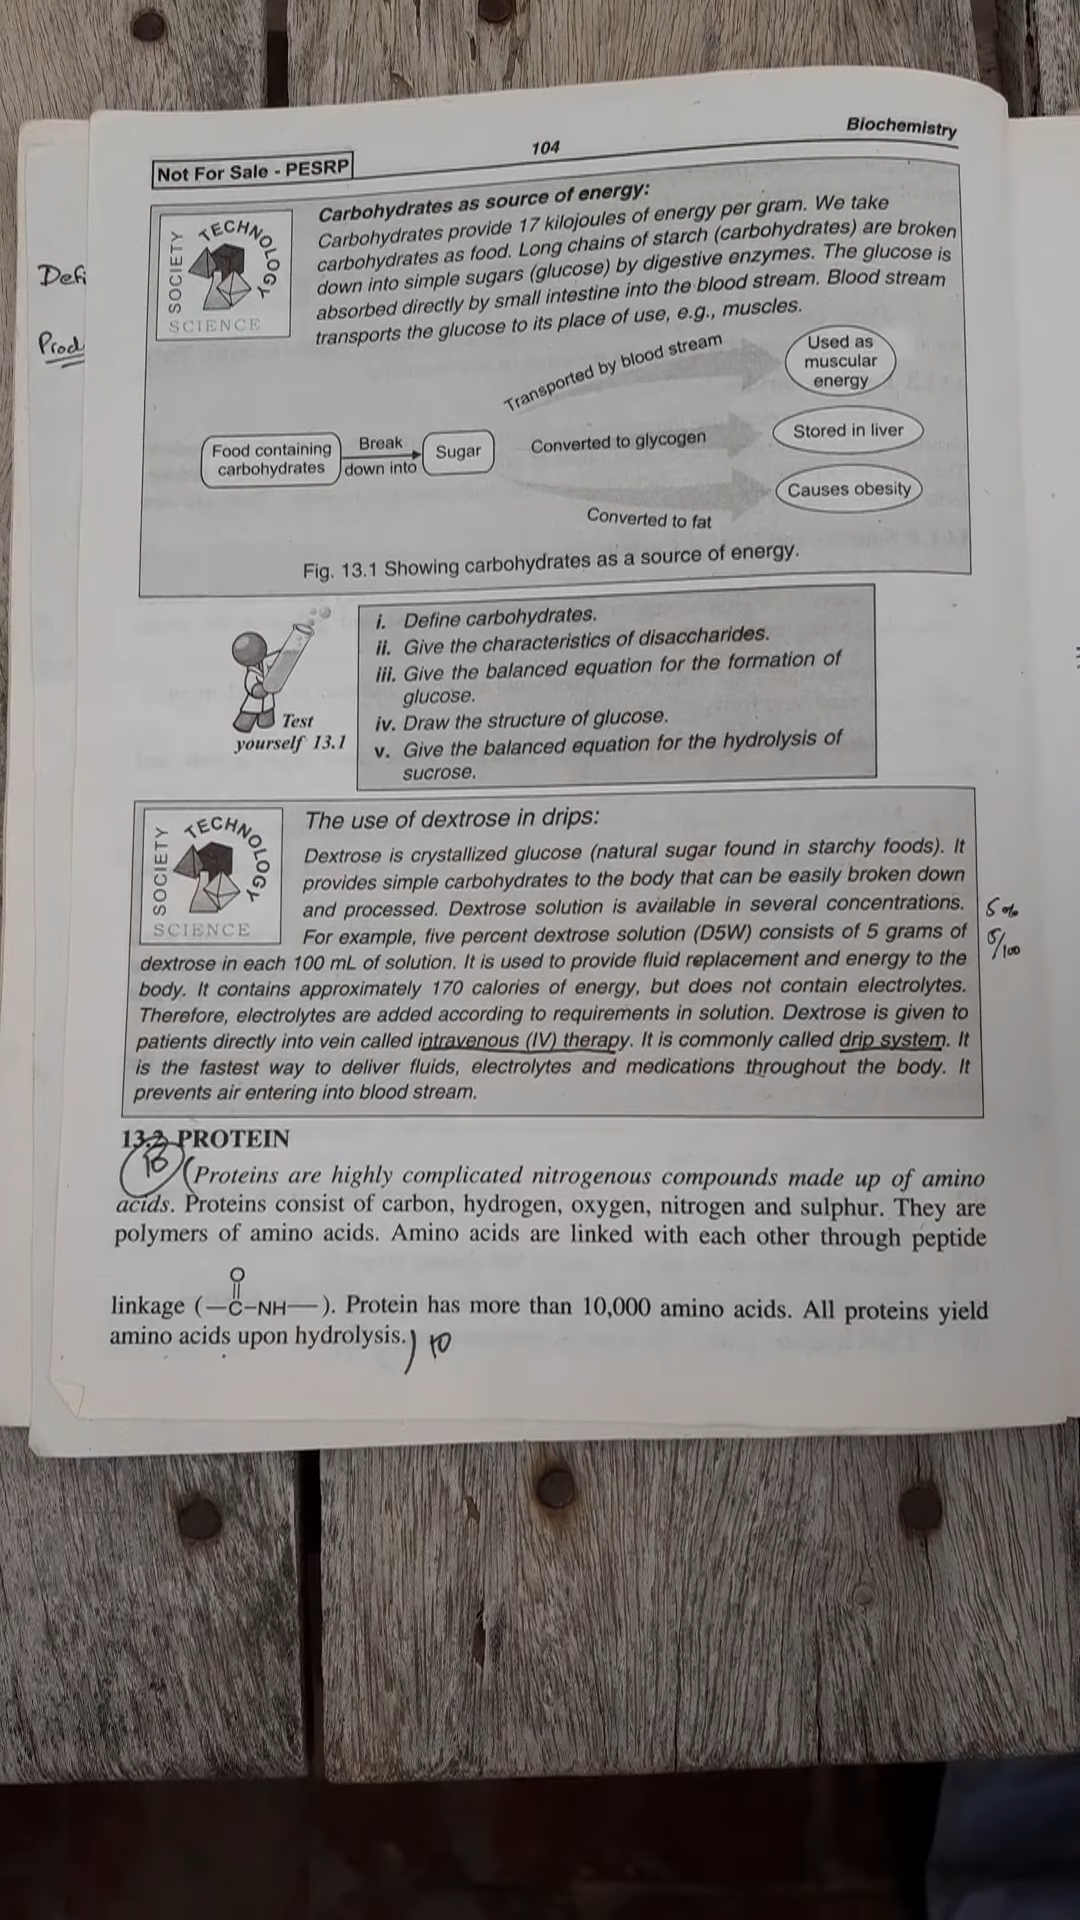 Biochemistry
104
Not For Sale - PESRP
SOCIETY
TECHNOLOGY
SCIENCE
Carbohydrates as source of energy:
Carbohydrates provide 17 kilojoules of energy per gram. We take
carbohydrates as food. Long chains of starch (carbohydrates) are broken
down into simple sugars (glucose) by digestive enzymes. The glucose is
absorbed directly by small intestine into the blood stream. Blood stream
transports the glucose to its place of use, e.g., muscles.
Defi
Prod
Transported by blood stream
Used as
muscular
energy
Food containing
carbohydrates
Break
down into
Sugar
Converted to glycogen
Stored in liver
Causes obesity
Converted to fat
Fig. 13.1 Showing carbohydrates as a source of energy.
Test
yourself 13.1
i. Define carbohydrates.
ii. Give the characteristics of disaccharides.
iii. Give the balanced equation for the formation of
glucose.
iv. Draw the structure of glucose.
v. Give the balanced equation for the hydrolysis of
sucrose.
SOCIETY
TECHNOLOGY
SCIENCE
The use of dextrose in drips:
Dextrose is crystallized glucose (natural sugar found in starchy foods). It
provides simple carbohydrates to the body that can be easily broken down
and processed. Dextrose solution is available in several concentrations.
For example, five percent dextrose solution (D5W) consists of 5 grams of
dextrose in each 100 mL of solution. It is used to provide fluid replacement and energy to the
body. It contains approximately 170 calories of energy, but does not contain electrolytes.
Therefore, electrolytes are added according to requirements in solution. Dextrose is given to
patients directly into vein called intravenous (IV) therapy. It is commonly called drip system. It
is the fastest way to deliver fluids, electrolytes and medications throughout the body. It
prevents air entering into blood stream.
5%
5/100
13.2 PROTEIN
(Proteins are highly complicated nitrogenous compounds made up of amino
acids. Proteins consist of carbon, hydrogen, oxygen, nitrogen and sulphur. They are
polymers of amino acids. Amino acids are linked with each other through peptide
O
linkage (—C–NH—). Protein has more than 10,000 amino acids. All proteins yield
amino acids upon hydrolysis.)